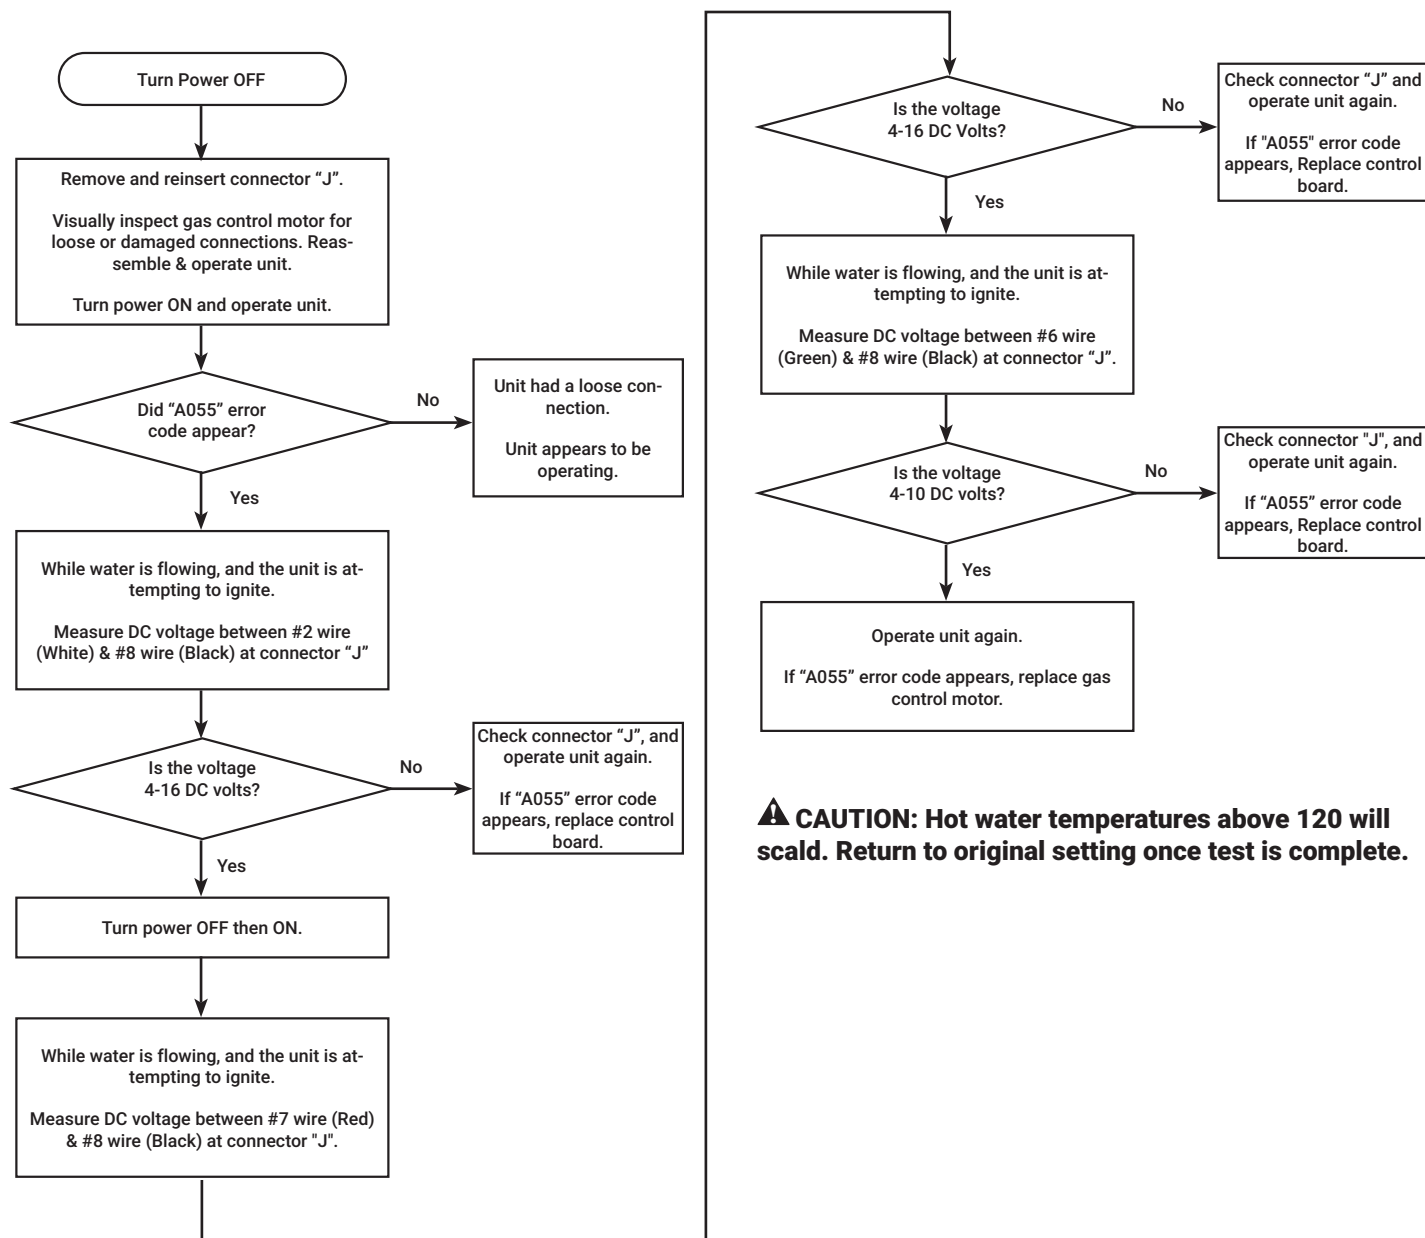 Turn Power OFF
Remove and reinsert connector “J”.
Visually inspect gas control motor for
loose or damaged connections. Reas-
semble & operate unit.
Turn power ON and operate unit.
Did “A055” error
code appear?
No
Unit had a loose con-
nection.
Unit appears to be
operating.
Yes
While water is flowing, and the unit is at-
tempting to ignite.
Measure DC voltage between #2 wire
(White) & #8 wire (Black) at connector “J”
Is the voltage
4-16 DC volts?
No
Check connector “J”, and
operate unit again.
If “A055” error code
appears, replace control
board.
Yes
Turn power OFF then ON.
While water is flowing, and the unit is at-
tempting to ignite.
Measure DC voltage between #7 wire (Red)
& #8 wire (Black) at connector "J".
Is the voltage
4-16 DC Volts?
No
Check connector “J” and
operate unit again.
If "A055" error code
appears, Replace control
board.
Yes
While water is flowing, and the unit is at-
tempting to ignite.
Measure DC voltage between #6 wire
(Green) & #8 wire (Black) at connector “J”.
Is the voltage
4-10 DC volts?
No
Check connector "J", and
operate unit again.
If “A055” error code
appears, Replace control
board.
Yes
Operate unit again.
If “A055” error code appears, replace gas
control motor.
CAUTION: Hot water temperatures above 120 will
scald. Return to original setting once test is complete.